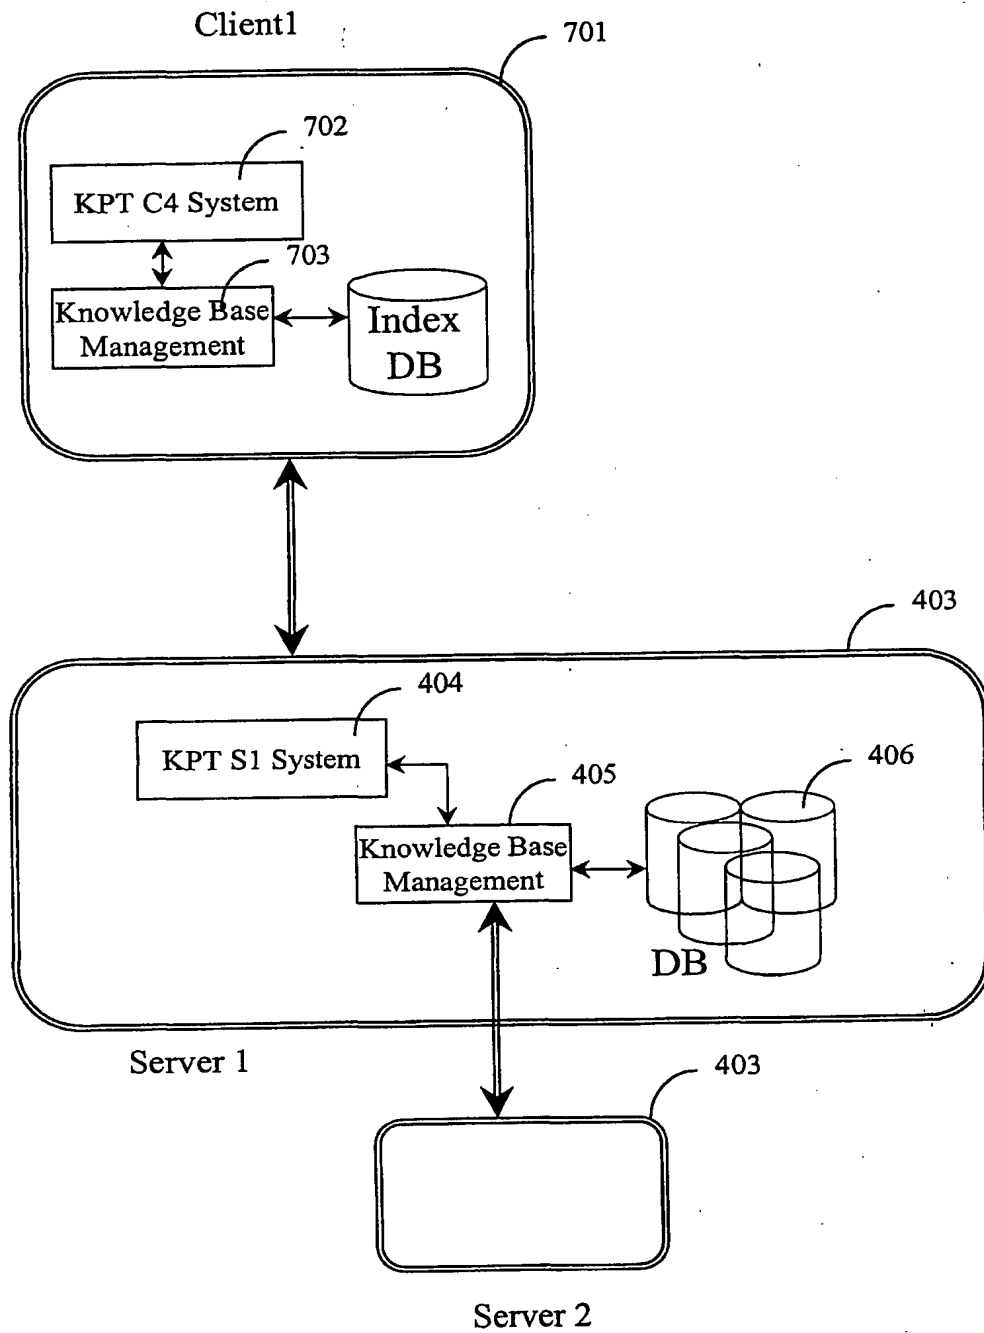 Client1
701
702
KPT C4 System
703
Knowledge Base
Management
Index
DB
403
404
KPT S1 System
405
406
Knowledge Base
Management
DB
Server 1
403
Server 2